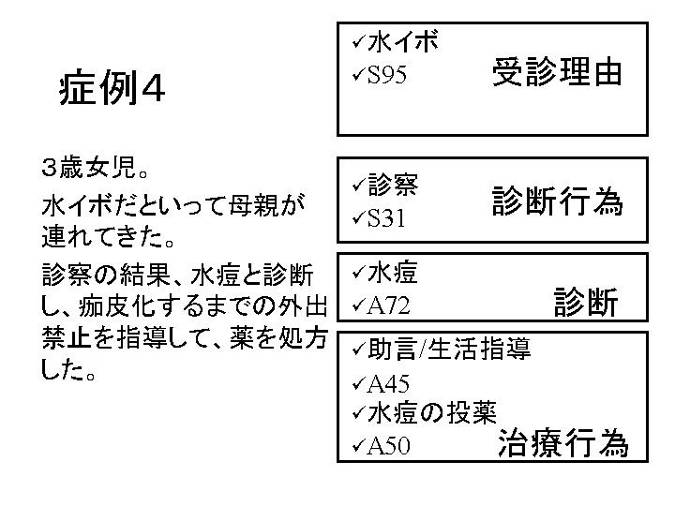 症例４
３歳女児。
水イボだといって母親が
連れてきた。
診察の結果、水痘と診断
し、痂皮化するまでの外出
禁止を指導して、薬を処方
した。
✓水イボ
✓S95
受診理由
✓診察
✓S31
診断行為
✓水痘
✓A72
診断
✓助言/生活指導
✓A45
✓水痘の投薬
✓A50
治療行為